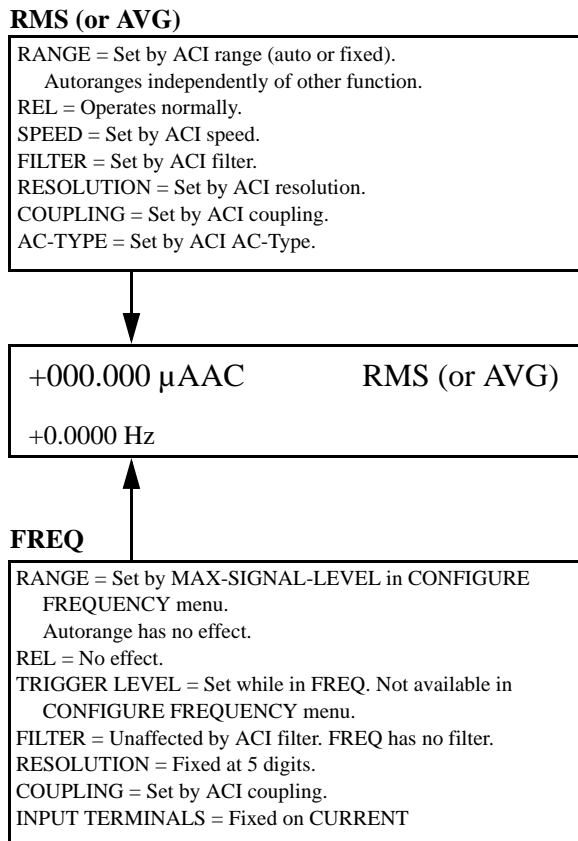 RMS (or AVG)
RANGE = Set by ACI range (auto or fixed).
Autoranges independently of other function.
REL = Operates normally.
SPEED = Set by ACI speed.
FILTER = Set by ACI filter.
RESOLUTION = Set by ACI resolution.
COUPLING = Set by ACI coupling.
AC-TYPE = Set by ACI AC-Type.
+000.000 µAAC RMS (or AVG)
+0.0000 Hz
FREQ
RANGE = Set by MAX-SIGNAL-LEVEL in CONFIGURE
FREQUENCY menu.
Autorange has no effect.
REL = No effect.
TRIGGER LEVEL = Set while in FREQ. Not available in
CONFIGURE FREQUENCY menu.
FILTER = Unaffected by ACI filter. FREQ has no filter.
RESOLUTION = Fixed at 5 digits.
COUPLING = Set by ACI coupling.
INPUT TERMINALS = Fixed on CURRENT